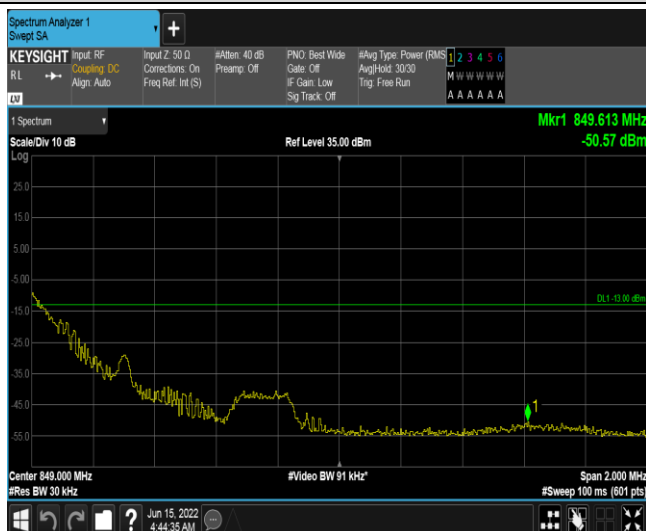 Spectrum Analyzer 1
Swept SA
+
KEYSIGHT
RL
LXI
Input: RF
Coupling: DC
Align: Auto
Input Z: 50 Ω
Corrections: On
Freq Ref: Int (S)
#Atten: 40 dB
Preamp: Off
PNO: Best Wide
Gate: Off
IF Gain: Low
Sig Track: Off
#Avg Type: Power (RMS
Avg|Hold: 30/30
Trig: Free Run
1 2 3 4 5 6
M W W W W W
A A A A A A
1 Spectrum
Scale/Div 10 dB
Ref Level 35.00 dBm
Mkr1 849.613 MHz
-50.57 dBm
Log
25.0
15.0
5.00
-5.00
-15.0
-25.0
-35.0
-45.0
-55.0
DL1 -13.00 dBm
1
Center 849.000 MHz
#Video BW 91 kHz*
Span 2.000 MHz
#Res BW 30 kHz
#Sweep 100 ms (601 pts)
?
Jun 15, 2022
4:44:35 AM